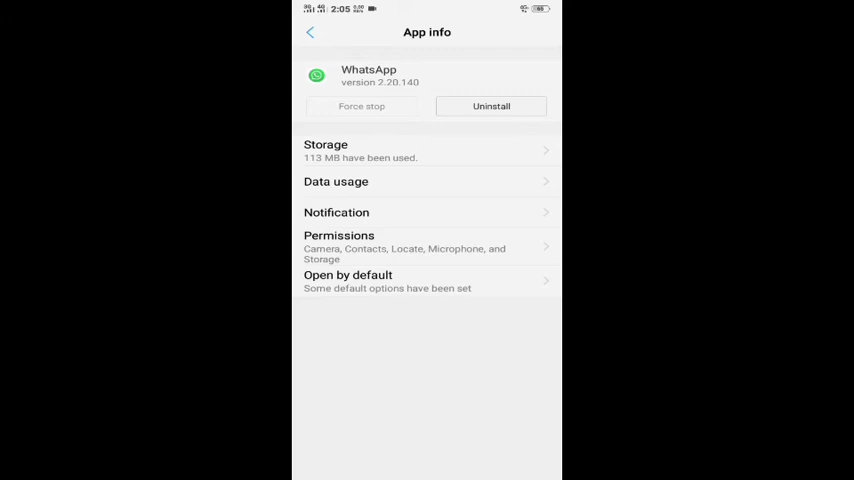 2:05
App info
WhatsApp
version 2.20.140
Force stop
Uninstall
Storage
113 MB have been used.
Data usage
Notification
Permissions
Camera, Contacts, Locate, Microphone, and
Storage
Open by default
Some default options have been set